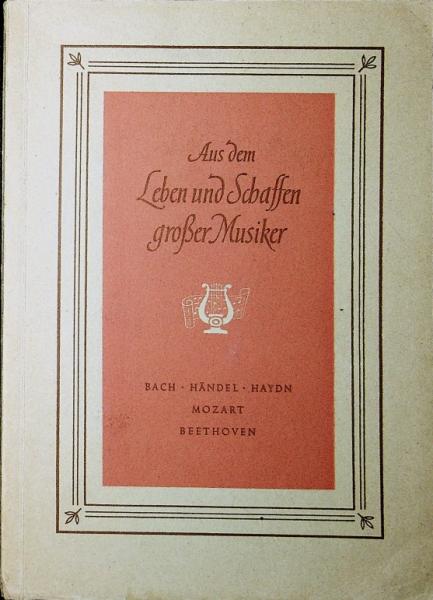 Aus dem
Leben und Schaffen
großer Musiker
BACH · HÄNDEL · HAYDN
MOZART
BEETHOVEN